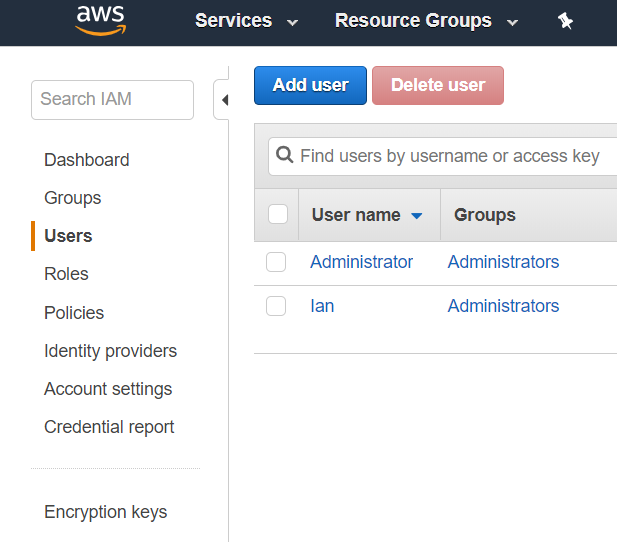 aws Services Resource Groups
Search IAM
Dashboard
Groups
Users
Roles
Policies
Identity providers
Account settings
Credential report
Encryption keys
Add user Delete user
Find users by username or access key
User name Groups
Administrator Administrators
Ian Administrators